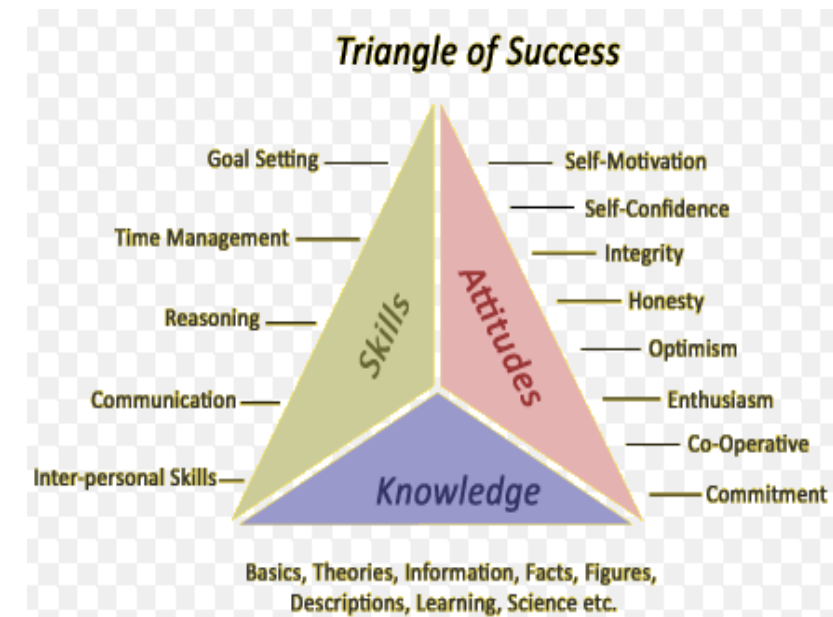 Triangle of Success
Goal Setting
Time Management
Reasoning
Communication
Inter-personal Skills
Skills
Attitudes
Self-Motivation
Self-Confidence
Integrity
Honesty
Optimism
Enthusiasm
Co-Operative
Commitment
Knowledge
Basics, Theories, Information, Facts, Figures,
Descriptions, Learning, Science etc.